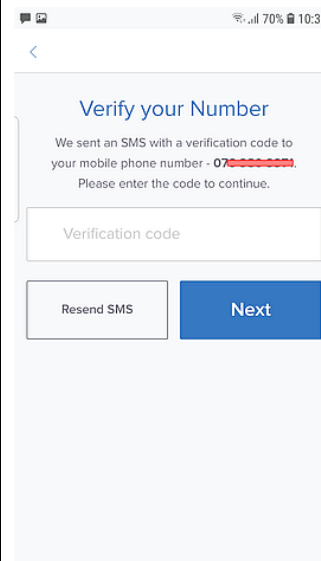 70% 10:3
Verify your Number
We sent an SMS with a verification code to
your mobile phone number - 07
Please enter the code to continue.
Verification code
Resend SMS Next